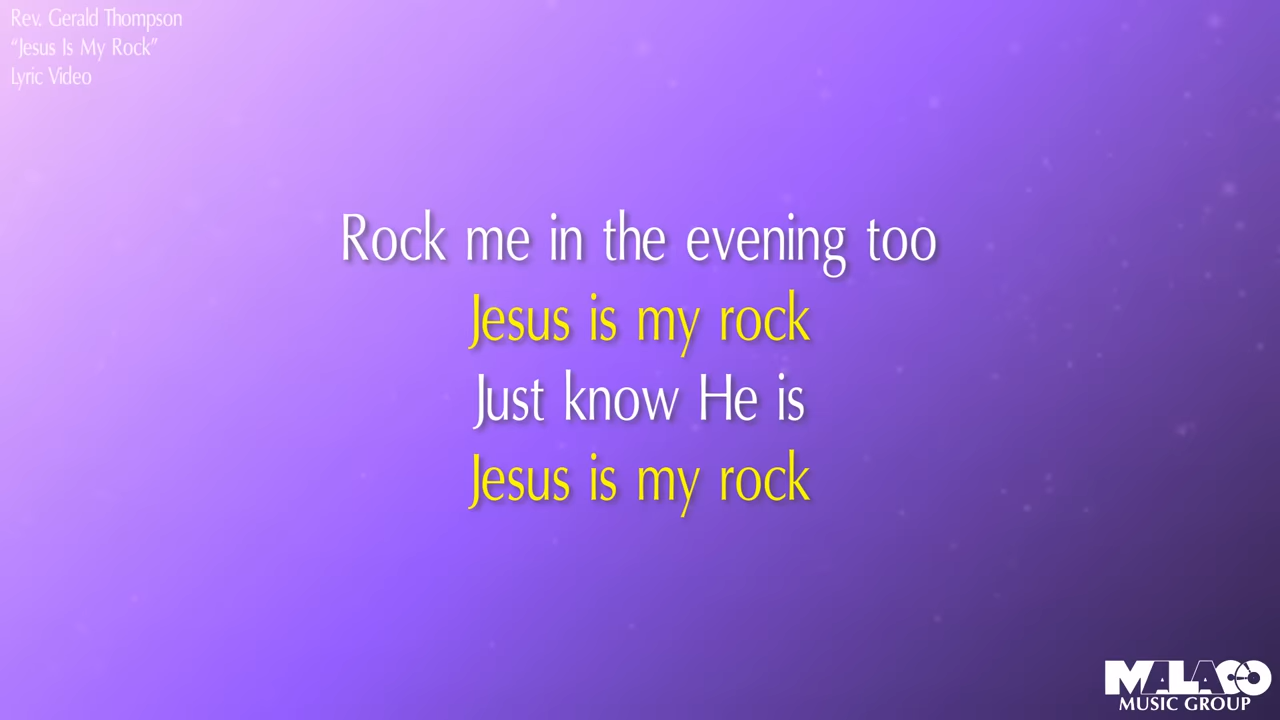 Rev. Gerald Thompson
“Jesus Is My Rock”
Lyric Video
Rock me in the evening too
Jesus is my rock
Just know He is
Jesus is my rock
MALACO
MUSIC GROUP